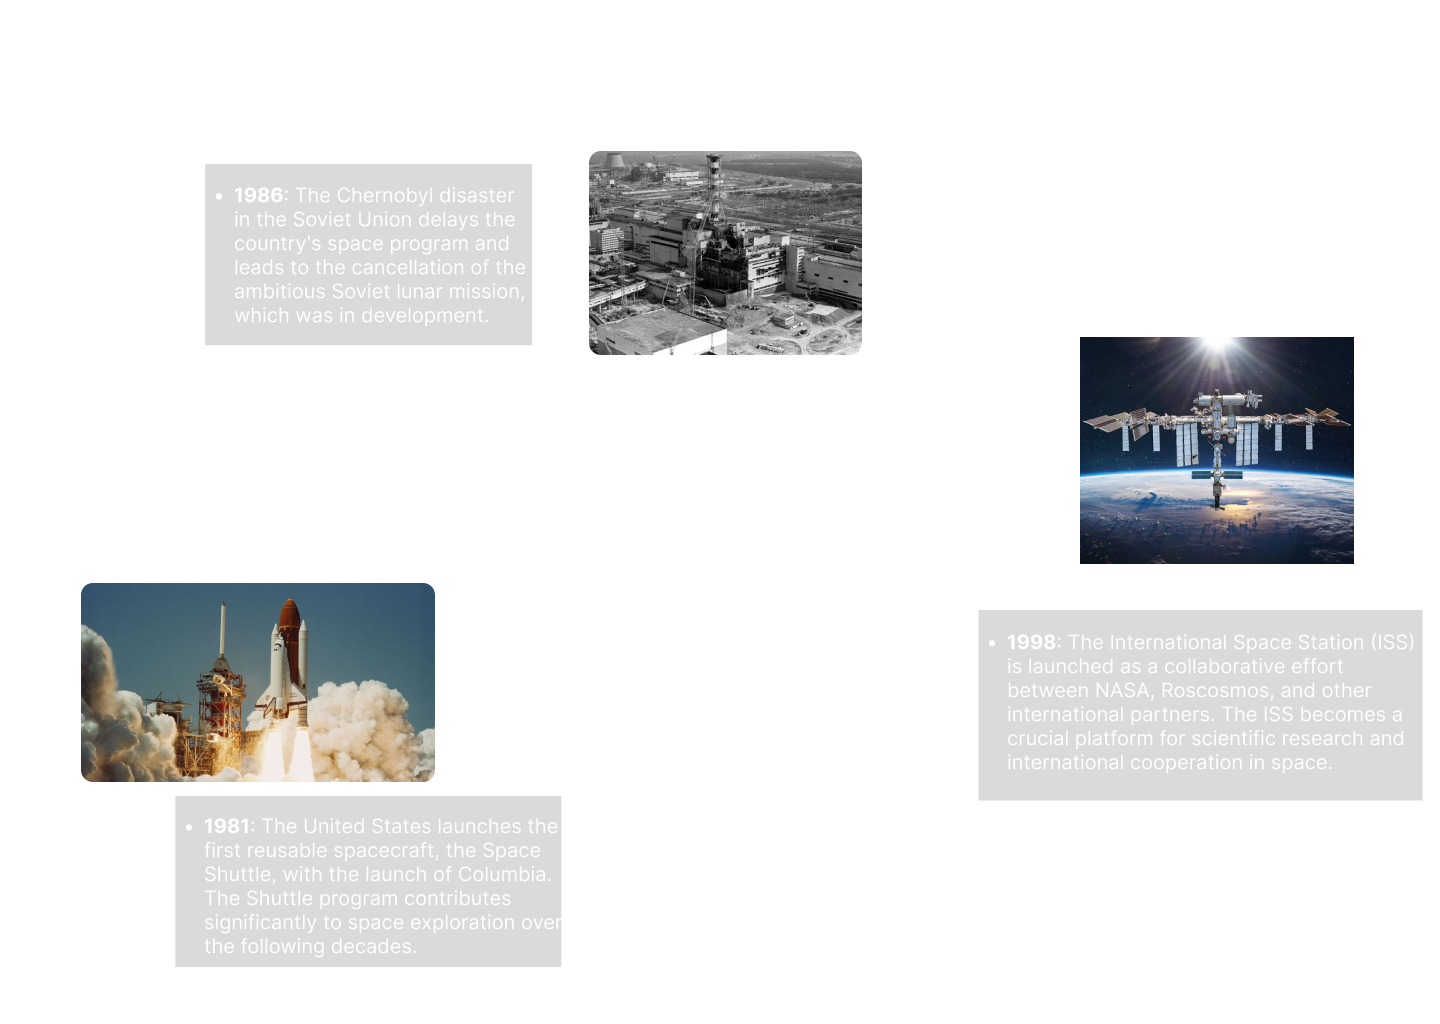 • 1986: The Chernobyl disaster
in the Soviet Union delays the
country's space program and
leads to the cancellation of the
ambitious Soviet lunar mission,
which was in development.
• 1998: The International Space Station (ISS)
is launched as a collaborative effort
between NASA, Roscosmos, and other
international partners. The ISS becomes a
crucial platform for scientific research and
international cooperation in space.
• 1981: The United States launches the
first reusable spacecraft, the Space
Shuttle, with the launch of Columbia.
The Shuttle program contributes
significantly to space exploration over
the following decades.